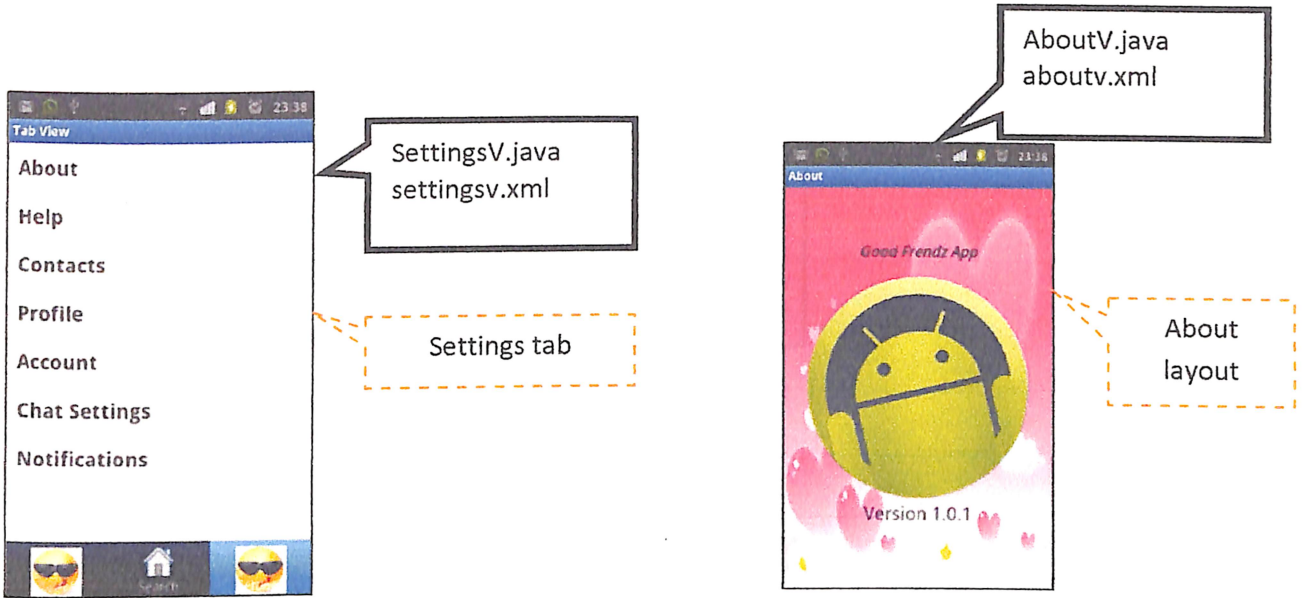 AboutV.java
aboutv.xml
23:38
Tab View
About
Help
Contacts
Profile
Account
Chat Settings
Notifications
Search
SettingsV.java
settingsv.xml
Settings tab
23:38
About
Good Frendz App
Version 1.0.1
About
layout